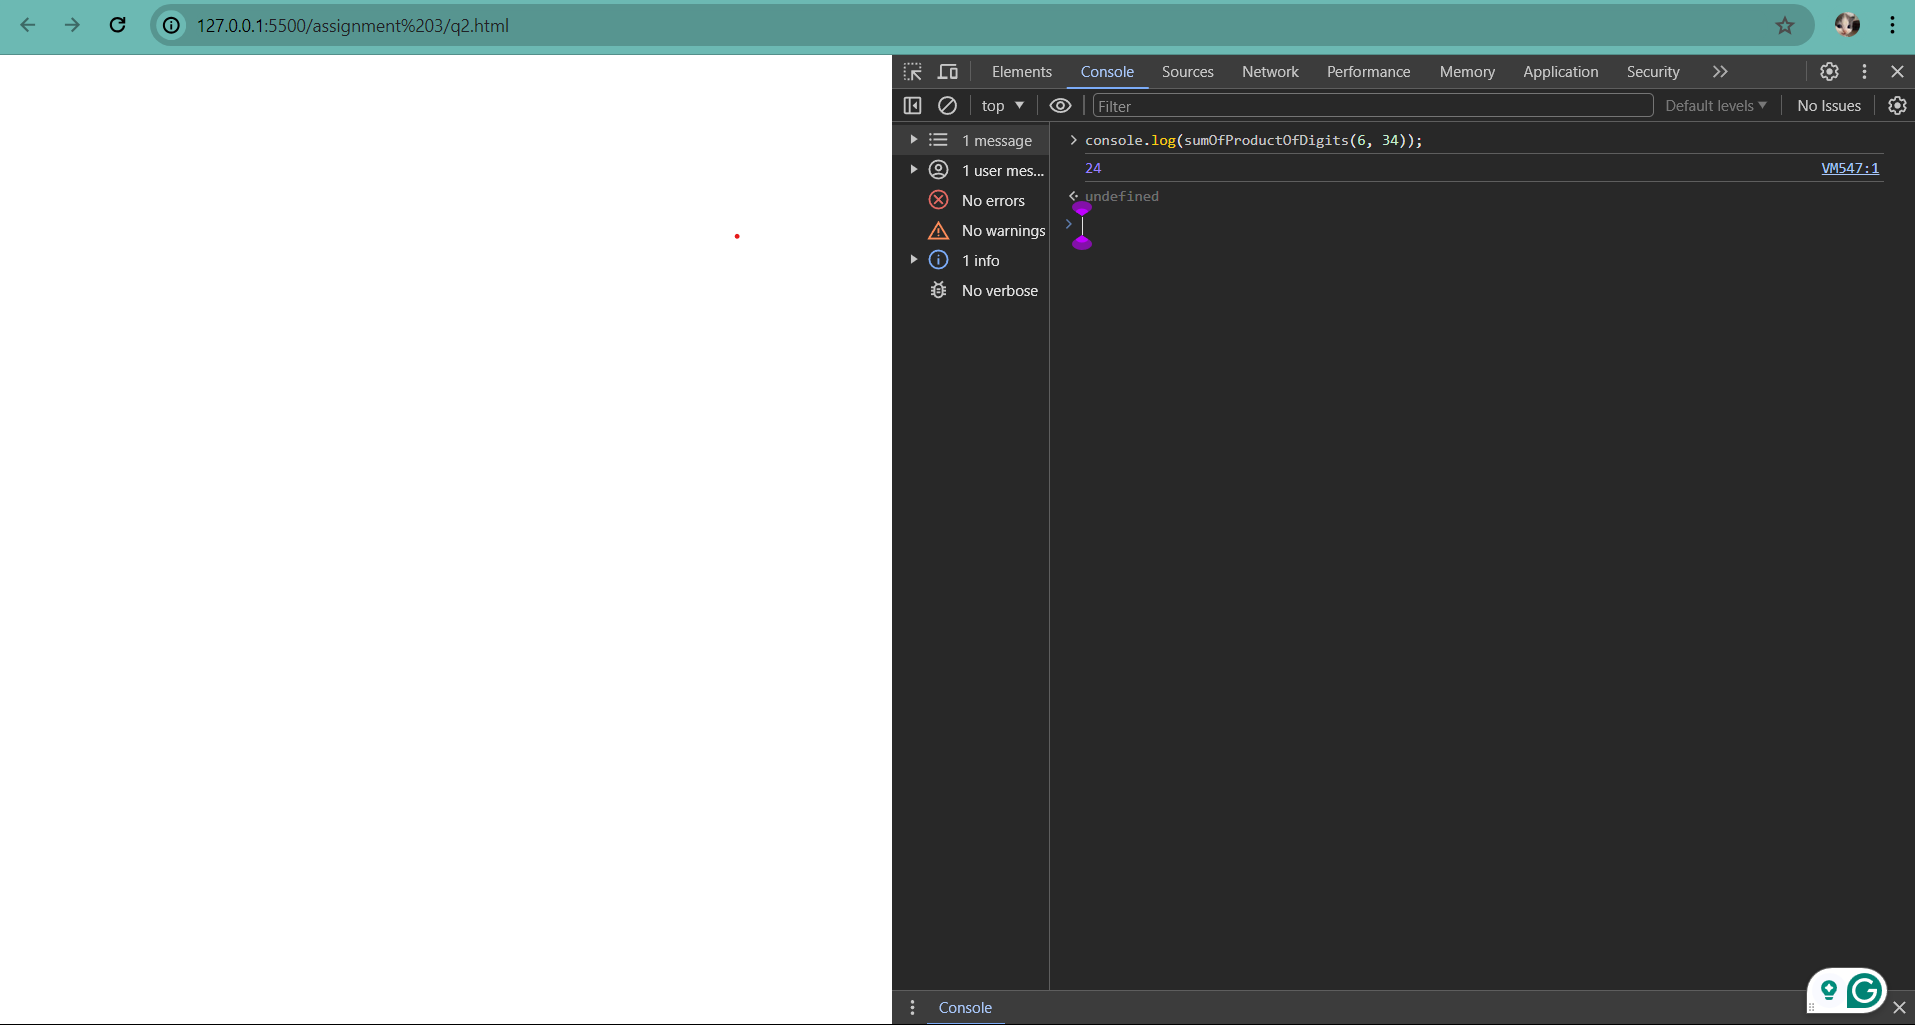 127.0.0.1:5500/assignment%203/q2.html
Elements Console Sources Network Performance Memory Application Security
top Filter Default levels No Issues
1 message
1 user mes...
No errors
No warnings
1 info
No verbose
console.log(sumOfProductOfDigits(6, 34));
24 VM547:1
undefined
Console